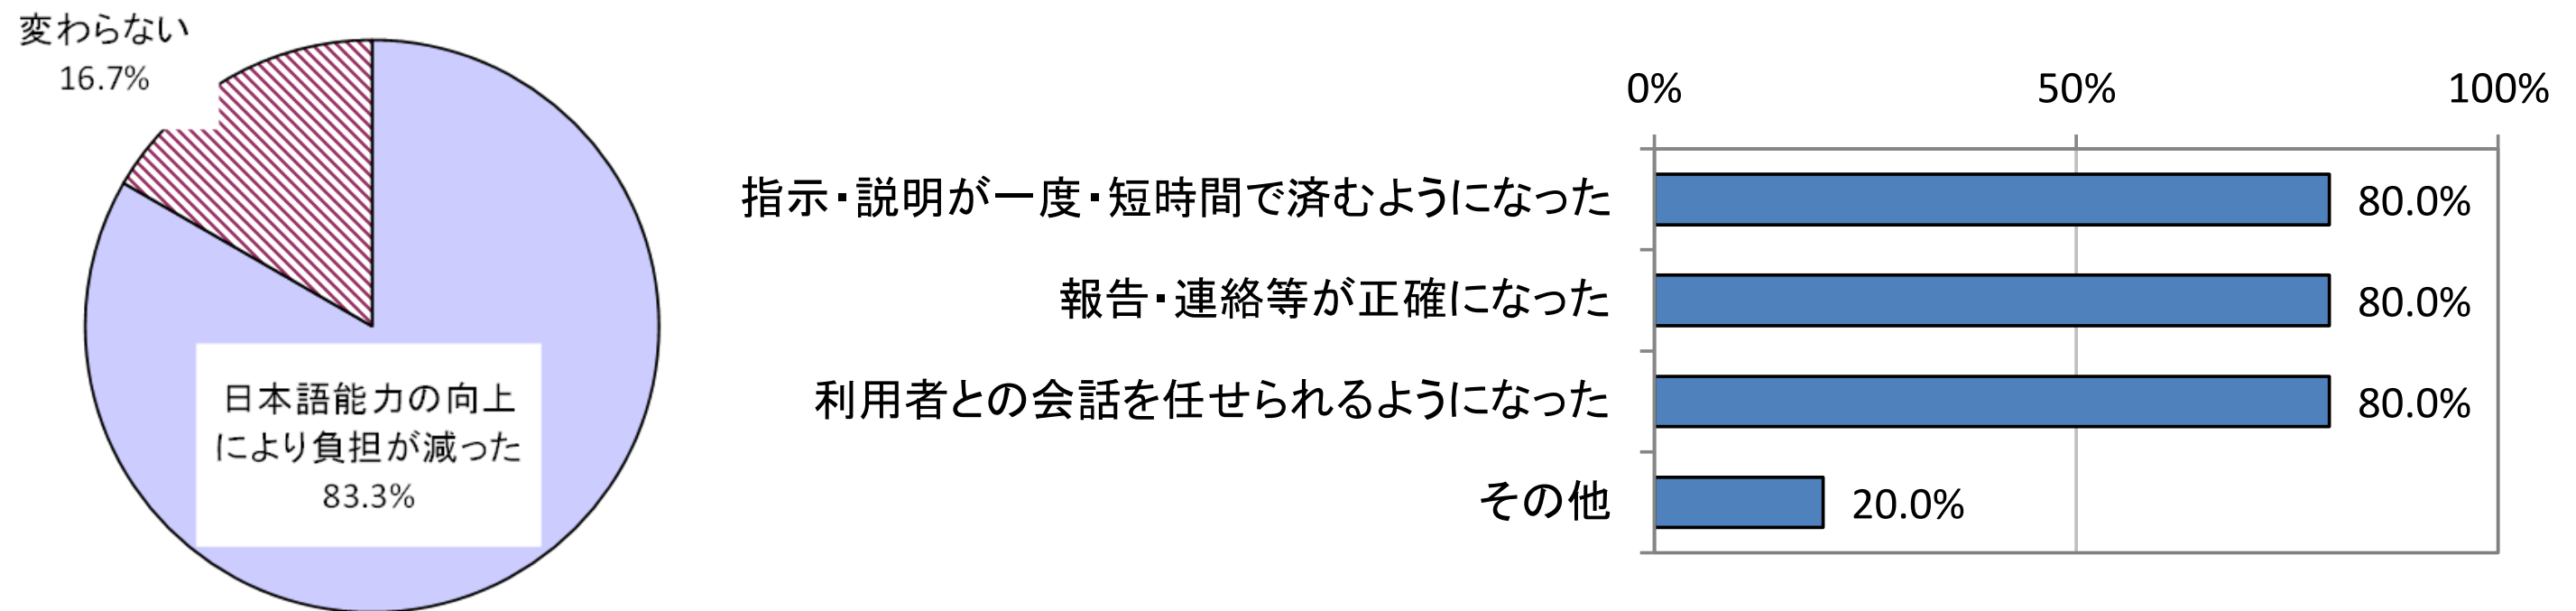 変わらない
16.7%
日本語能力の向上
により負担が減った
83.3%
0% 50% 100%
指示・説明が一度・短時間で済むようになった 80.0%
報告・連絡等が正確になった 80.0%
利用者との会話を任せられるようになった 80.0%
その他 20.0%